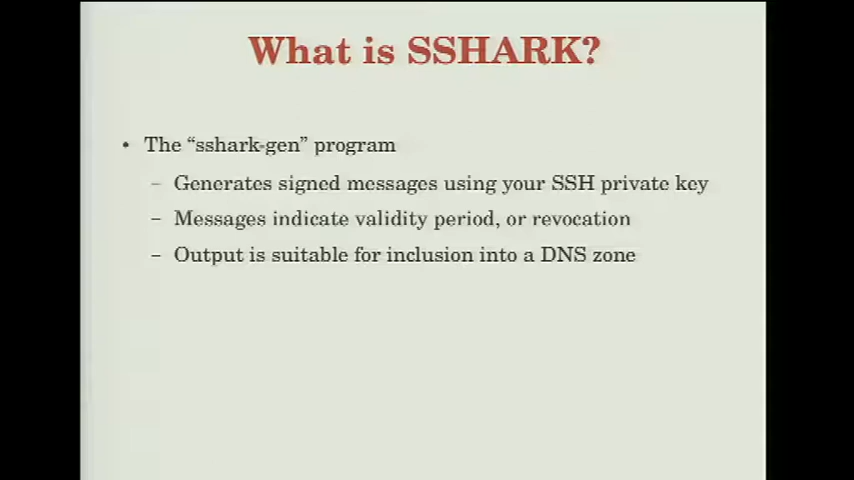 What is SSHARK?
• The “sshark-gen” program
– Generates signed messages using your SSH private key
– Messages indicate validity period, or revocation
– Output is suitable for inclusion into a DNS zone